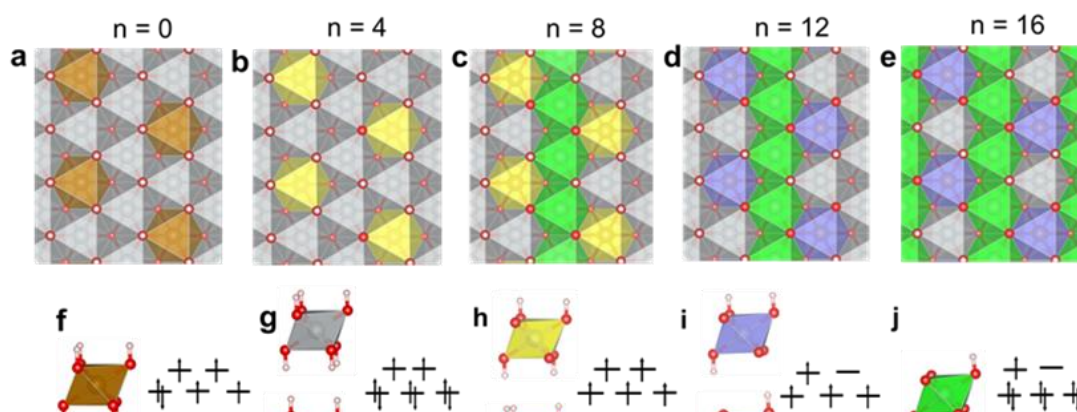 n = 0 n = 4 n = 8 n = 12 n = 16
a b c d e
f g h i j